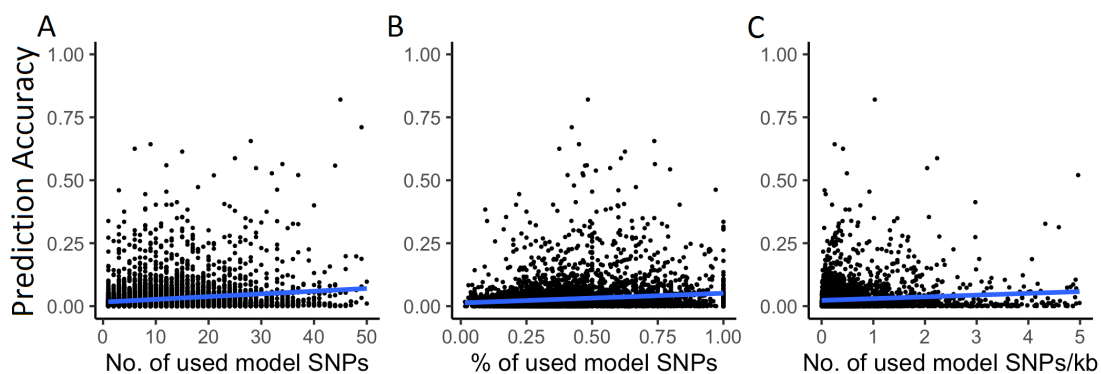 A
B
C
Prediction Accuracy
1.00
0.75
0.50
0.25
0.00
0 10 20 30 40 50
No. of used model SNPs
1.00
0.75
0.50
0.25
0.00
0.00 0.25 0.50 0.75 1.00
% of used model SNPs
1.00
0.75
0.50
0.25
0.00
0 1 2 3 4 5
No. of used model SNPs/kb